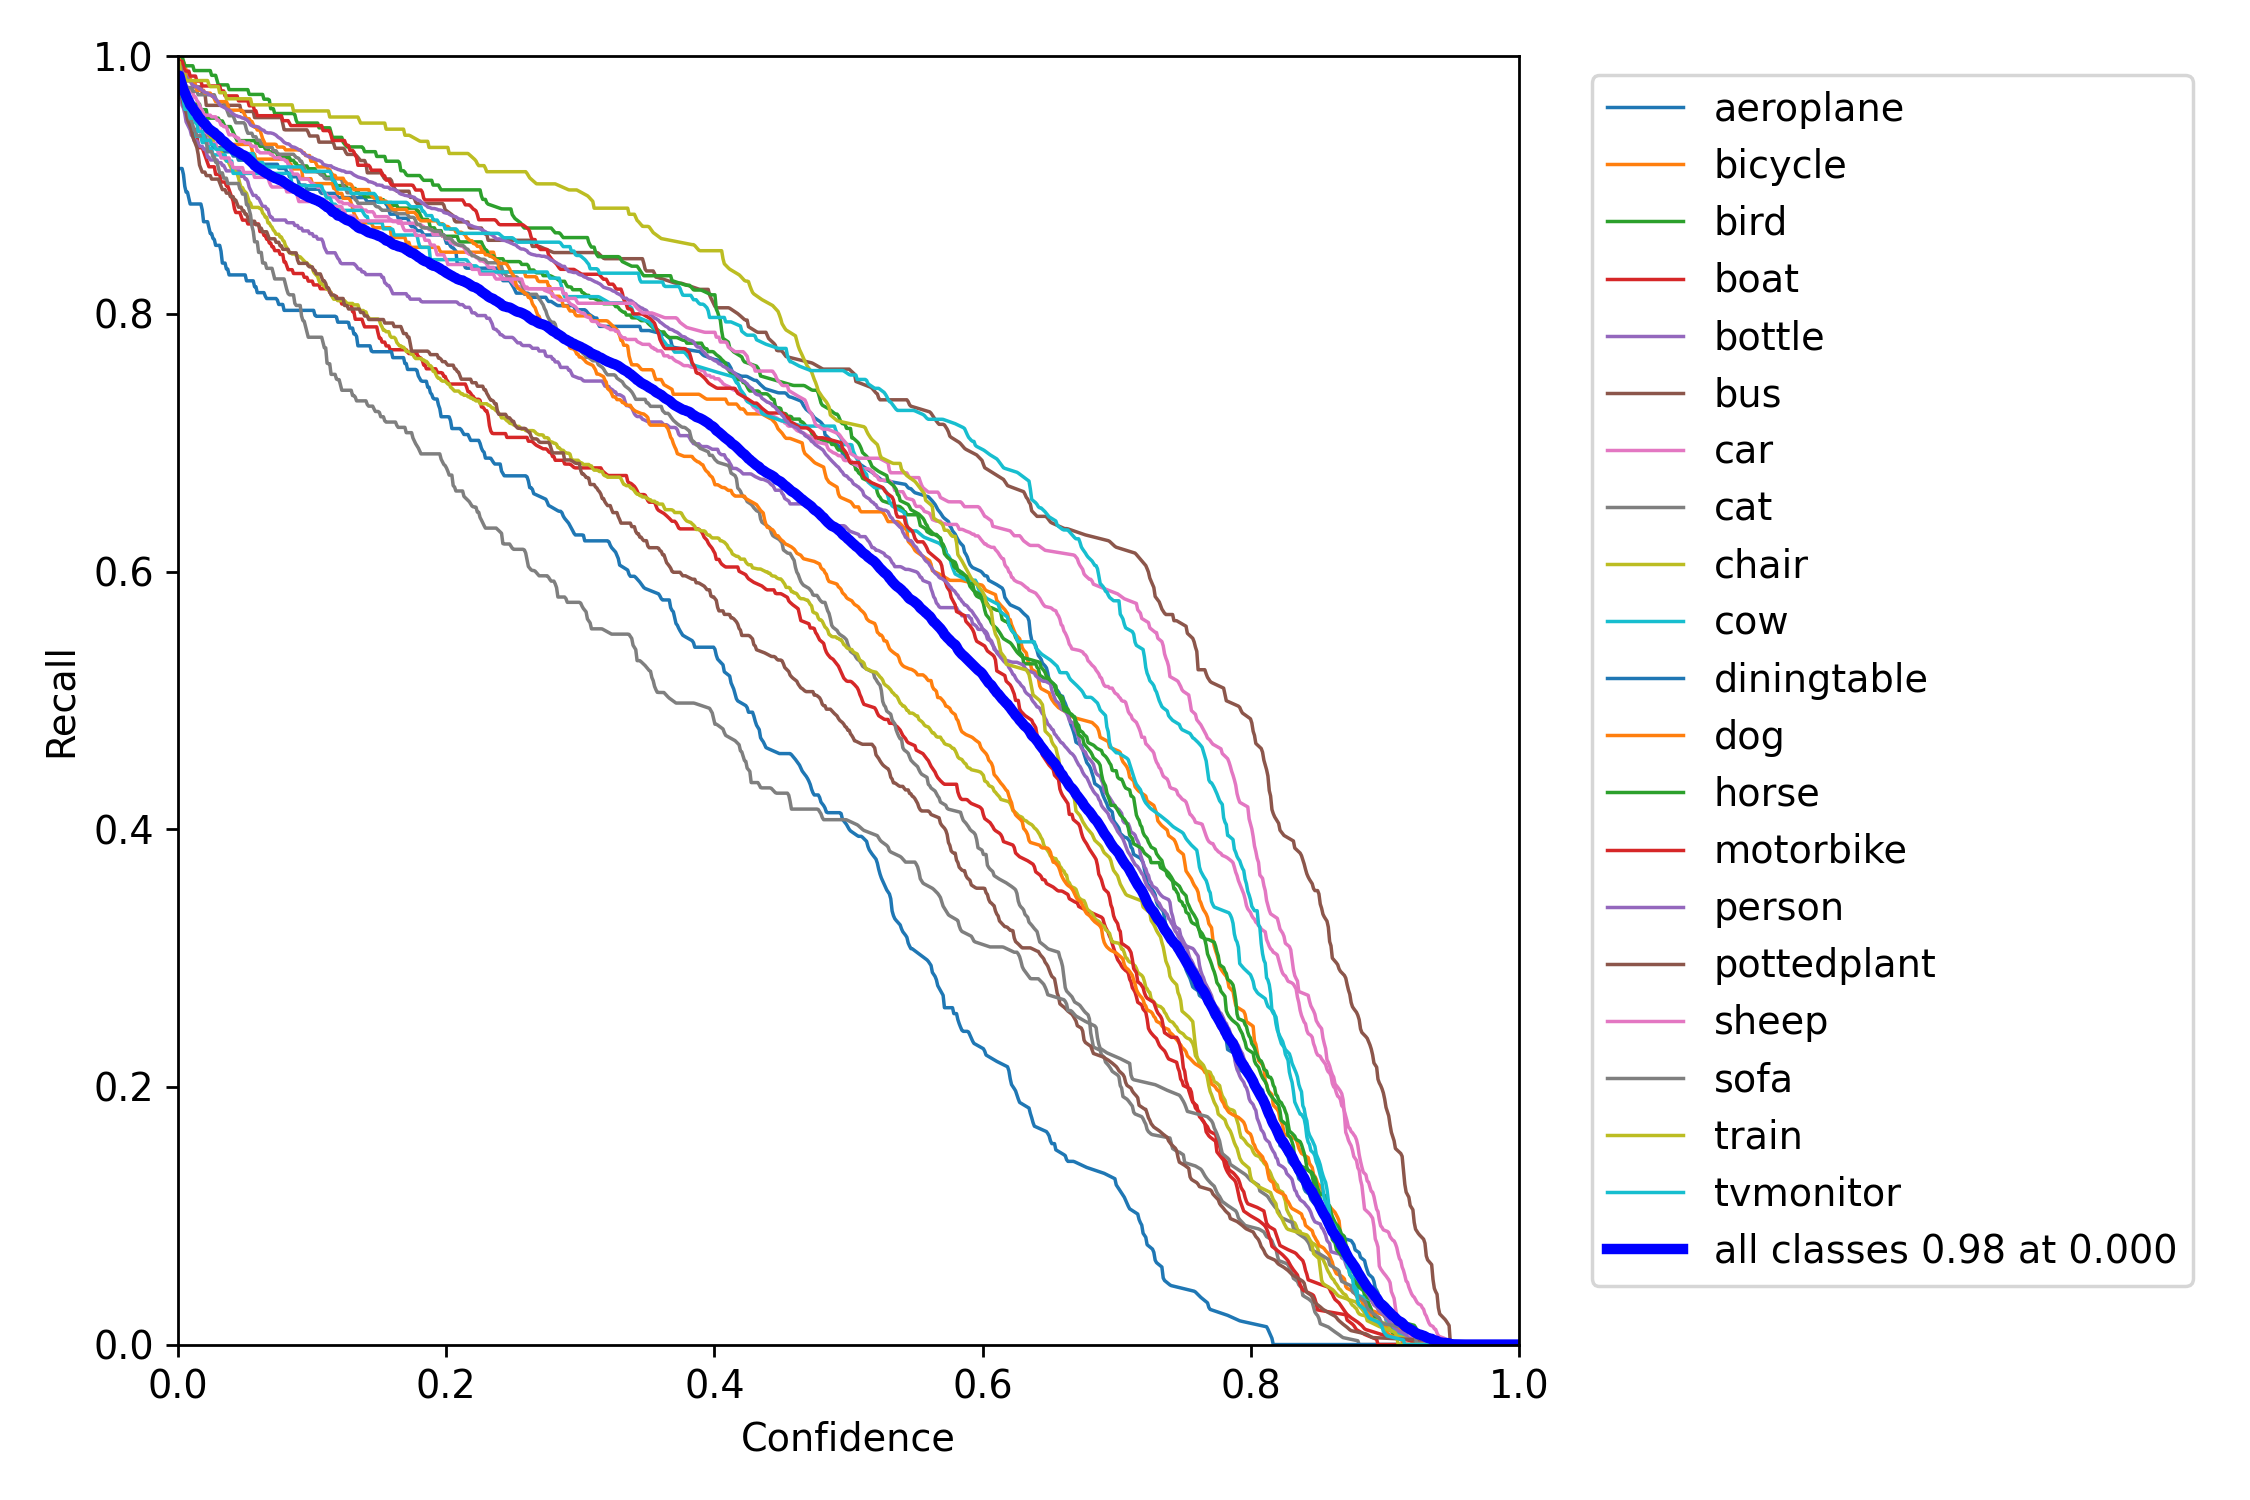 1.0
0.8
0.6
0.4
0.2
0.0
Recall
0.0 0.2 0.4 0.6 0.8 1.0
Confidence
aeroplane
bicycle
bird
boat
bottle
bus
car
cat
chair
cow
diningtable
dog
horse
motorbike
person
pottedplant
sheep
sofa
train
tvmonitor
all classes 0.98 at 0.000